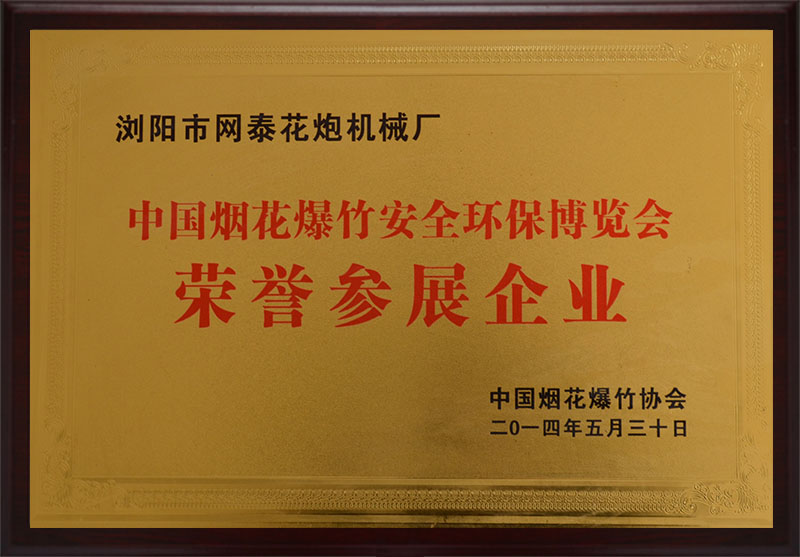 浏阳市网泰花炮机械厂
中国烟花爆竹安全环保博览会
荣誉参展企业
中国烟花爆竹协会
二0一四年五月三十日